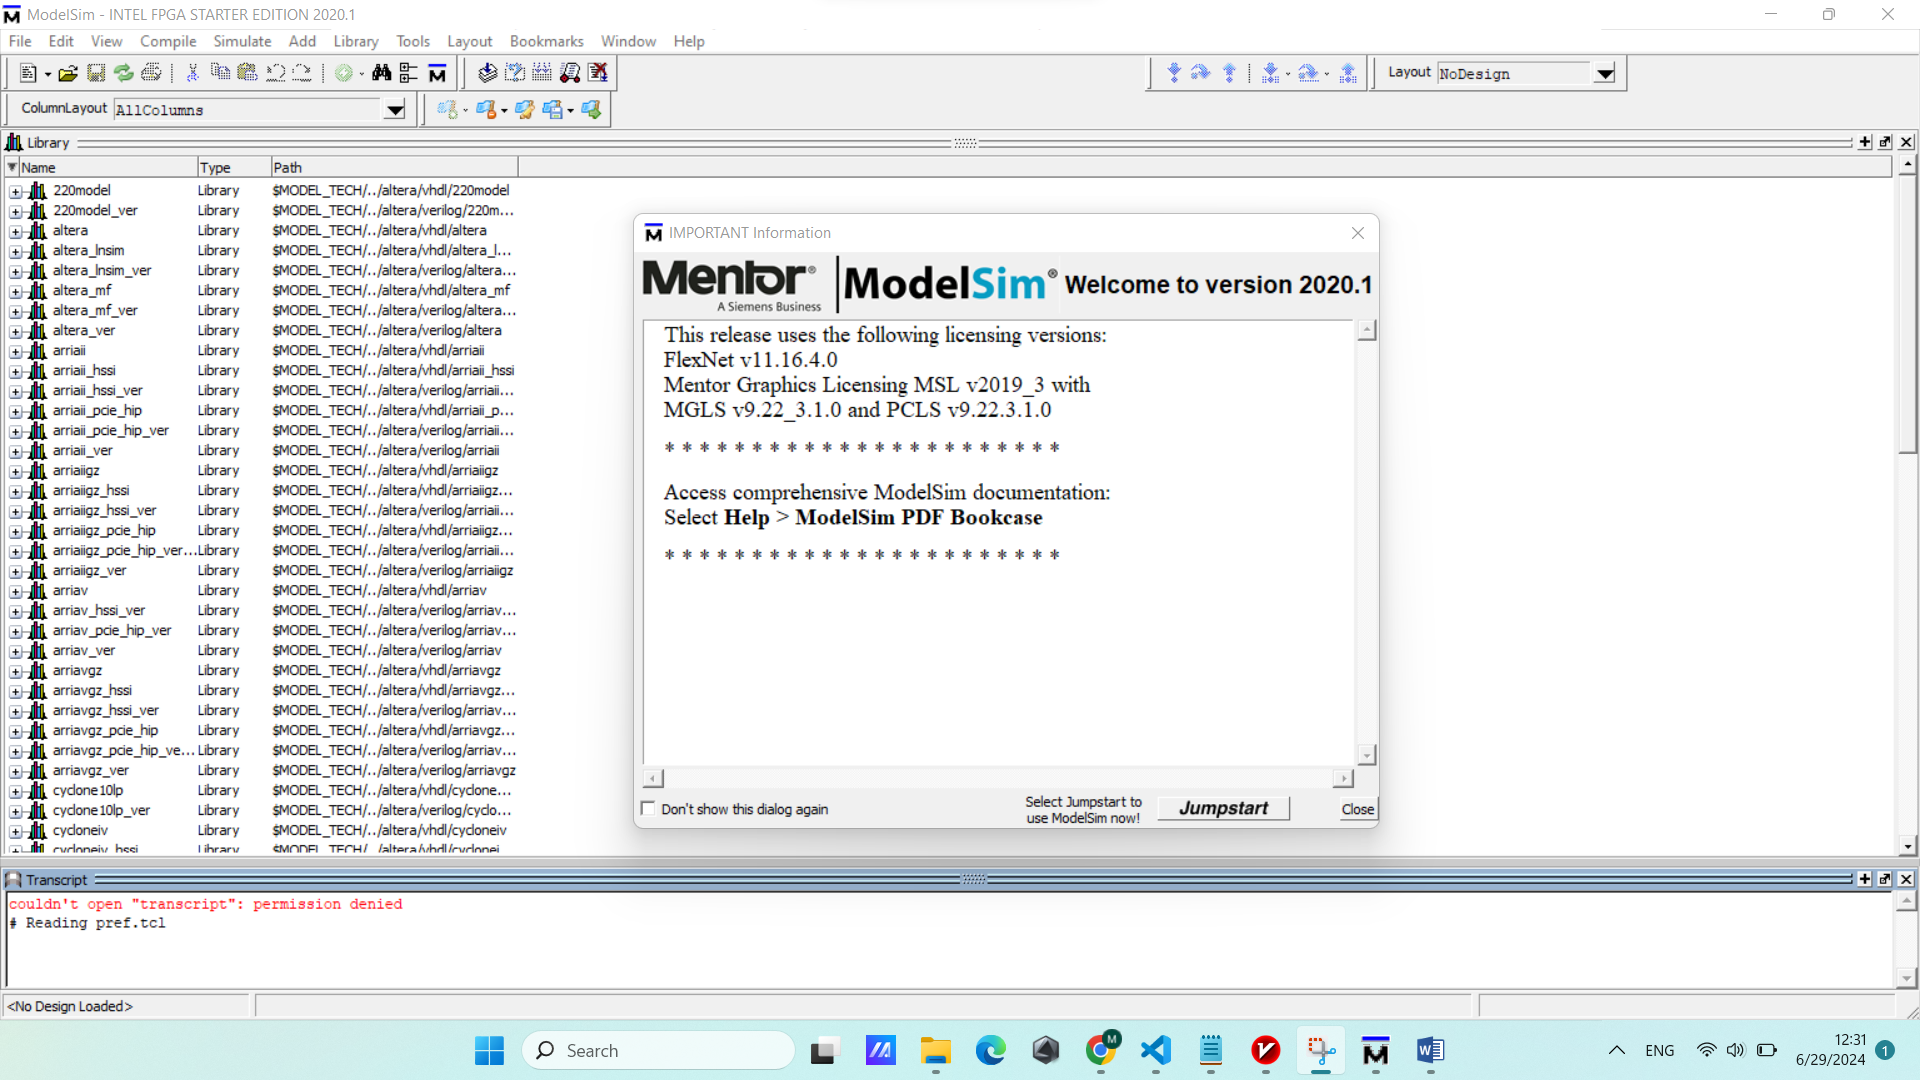 ModelSim - INTEL FPGA STARTER EDITION 2020.1
File Edit View Compile Simulate Add Library Tools Layout Bookmarks Window Help
Layout NoDesign
ColumnLayout AllColumns
Library
Name Type Path
220model Library $MODEL_TECH/../altera/vhdl/220model
220model_ver Library $MODEL_TECH/../altera/verilog/220m...
altera Library $MODEL_TECH/../altera/vhdl/altera
altera_lnsim Library $MODEL_TECH/../altera/vhdl/altera_l...
altera_lnsim_ver Library $MODEL_TECH/../altera/verilog/altera...
altera_mf Library $MODEL_TECH/../altera/vhdl/altera_mf
altera_mf_ver Library $MODEL_TECH/../altera/verilog/altera...
altera_ver Library $MODEL_TECH/../altera/verilog/altera
arriaii Library $MODEL_TECH/../altera/vhdl/arriaii
arriaii_hssi Library $MODEL_TECH/../altera/vhdl/arriaii_hssi
arriaii_hssi_ver Library $MODEL_TECH/../altera/verilog/arriaii...
arriaii_pcie_hip Library $MODEL_TECH/../altera/vhdl/arriaii_p...
arriaii_pcie_hip_ver Library $MODEL_TECH/../altera/verilog/arriaii...
arriaii_ver Library $MODEL_TECH/../altera/verilog/arriaii
arriaiigz Library $MODEL_TECH/../altera/vhdl/arriaiigz
arriaiigz_hssi Library $MODEL_TECH/../altera/vhdl/arriaiigz...
arriaiigz_hssi_ver Library $MODEL_TECH/../altera/verilog/arriaii...
arriaiigz_pcie_hip Library $MODEL_TECH/../altera/vhdl/arriaiigz...
arriaiigz_pcie_hip_ver... Library $MODEL_TECH/../altera/verilog/arriaii...
arriaiigz_ver Library $MODEL_TECH/../altera/verilog/arriaiigz
arriav Library $MODEL_TECH/../altera/vhdl/arriav
arriav_hssi_ver Library $MODEL_TECH/../altera/verilog/arriav...
arriav_pcie_hip_ver Library $MODEL_TECH/../altera/verilog/arriav...
arriav_ver Library $MODEL_TECH/../altera/verilog/arriav
arriavgz Library $MODEL_TECH/../altera/vhdl/arriavgz
arriavgz_hssi Library $MODEL_TECH/../altera/vhdl/arriavgz...
arriavgz_hssi_ver Library $MODEL_TECH/../altera/verilog/arriav...
arriavgz_pcie_hip Library $MODEL_TECH/../altera/vhdl/arriavgz...
arriavgz_pcie_hip_ve... Library $MODEL_TECH/../altera/verilog/arriav...
arriavgz_ver Library $MODEL_TECH/../altera/verilog/arriavgz
cyclone10lp Library $MODEL_TECH/../altera/vhdl/cyclone...
cyclone10lp_ver Library $MODEL_TECH/../altera/verilog/cyclo...
cycloneiv Library $MODEL_TECH/../altera/vhdl/cycloneiv
cycloneiv_hssi Library $MODEL_TECH/../altera/vhdl/cyclonei...
IMPORTANT Information
Mentor® A Siemens Business ModelSim® Welcome to version 2020.1
This release uses the following licensing versions:
FlexNet v11.16.4.0
Mentor Graphics Licensing MSL v2019_3 with
MGLS v9.22_3.1.0 and PCLS v9.22.3.1.0
* * * * * * * * * * * * * * * * * * * * * * *
Access comprehensive ModelSim documentation:
Select Help > ModelSim PDF Bookcase
* * * * * * * * * * * * * * * * * * * * * * *
Don't show this dialog again
Select Jumpstart to
use ModelSim now!
Jumpstart
Close
Transcript
couldn't open "transcript": permission denied
# Reading pref.tcl
<No Design Loaded>
Search
M
ENG
12:31
6/29/2024
1